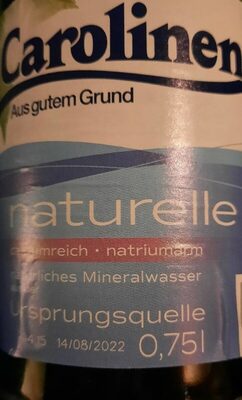 Carolinen
Aus gutem Grund
naturelle
natriumarm
Mineralwasser
Ursprungsquelle
14/08/2022 0,75l